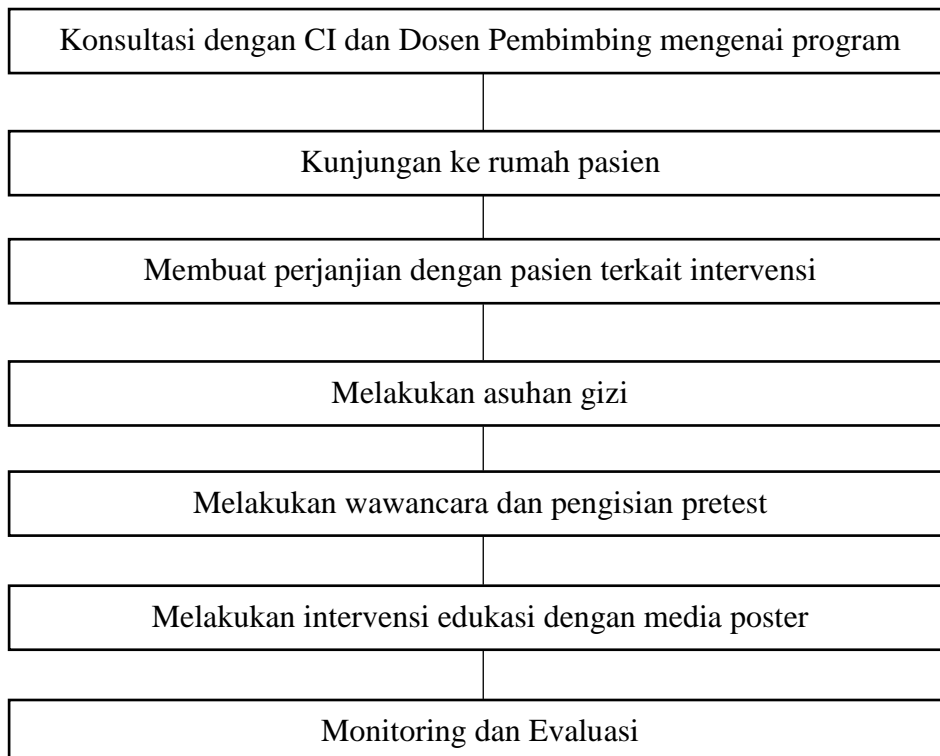 Konsultasi dengan CI dan Dosen Pembimbing mengenai program
Kunjungan ke rumah pasien
Membuat perjanjian dengan pasien terkait intervensi
Melakukan asuhan gizi
Melakukan wawancara dan pengisian pretest
Melakukan intervensi edukasi dengan media poster
Monitoring dan Evaluasi